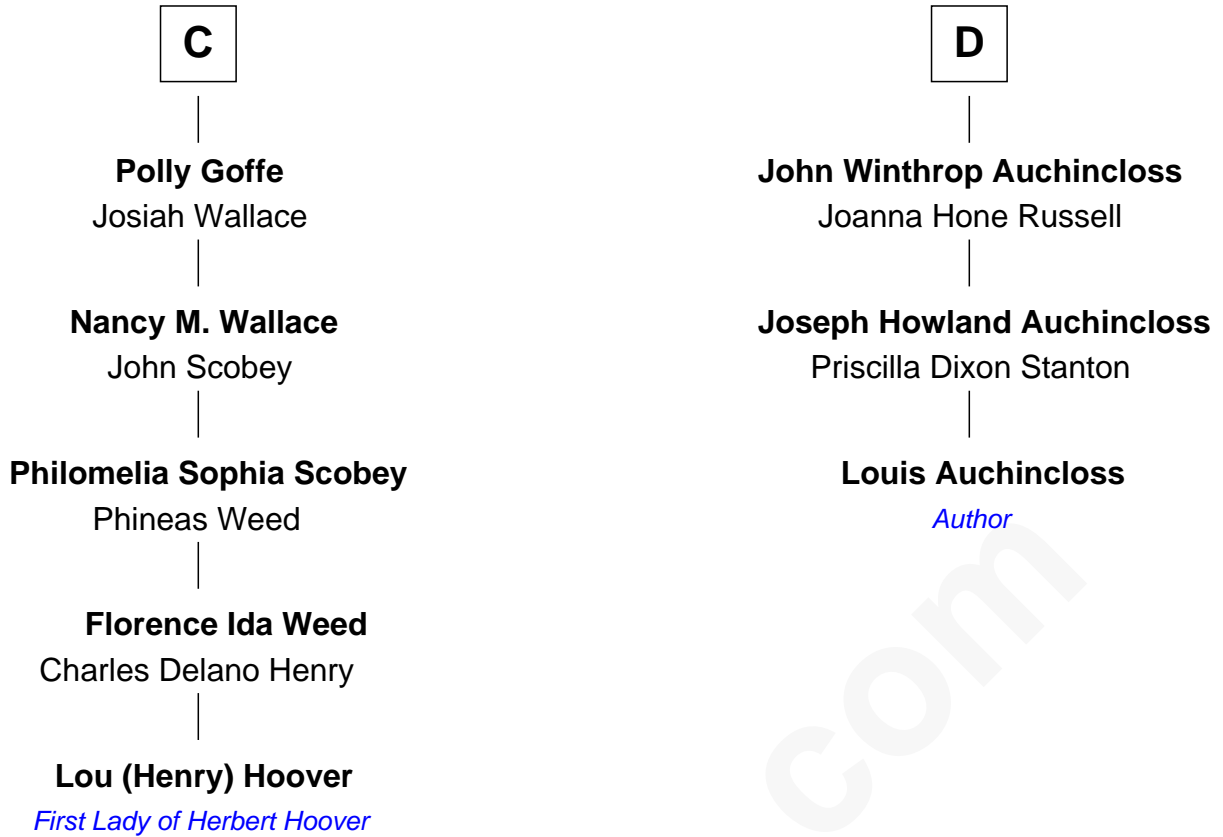 C
Polly Goffe
Josiah Wallace
Nancy M. Wallace
John Scobey
Philomelia Sophia Scobey
Phineas Weed
Florence Ida Weed
Charles Delano Henry
Lou (Henry) Hoover
First Lady of Herbert Hoover
D
John Winthrop Auchincloss
Joanna Hone Russell
Joseph Howland Auchincloss
Priscilla Dixon Stanton
Louis Auchincloss
Author
com